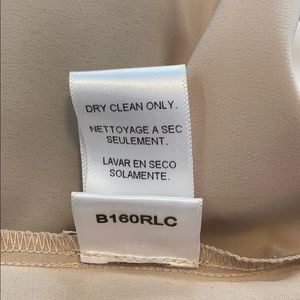 DRY CLEAN ONLY.
NETTOYAGE A SEC
SEULEMENT.
LAVAR EN SECO
SOLAMENTE.
B160RLC